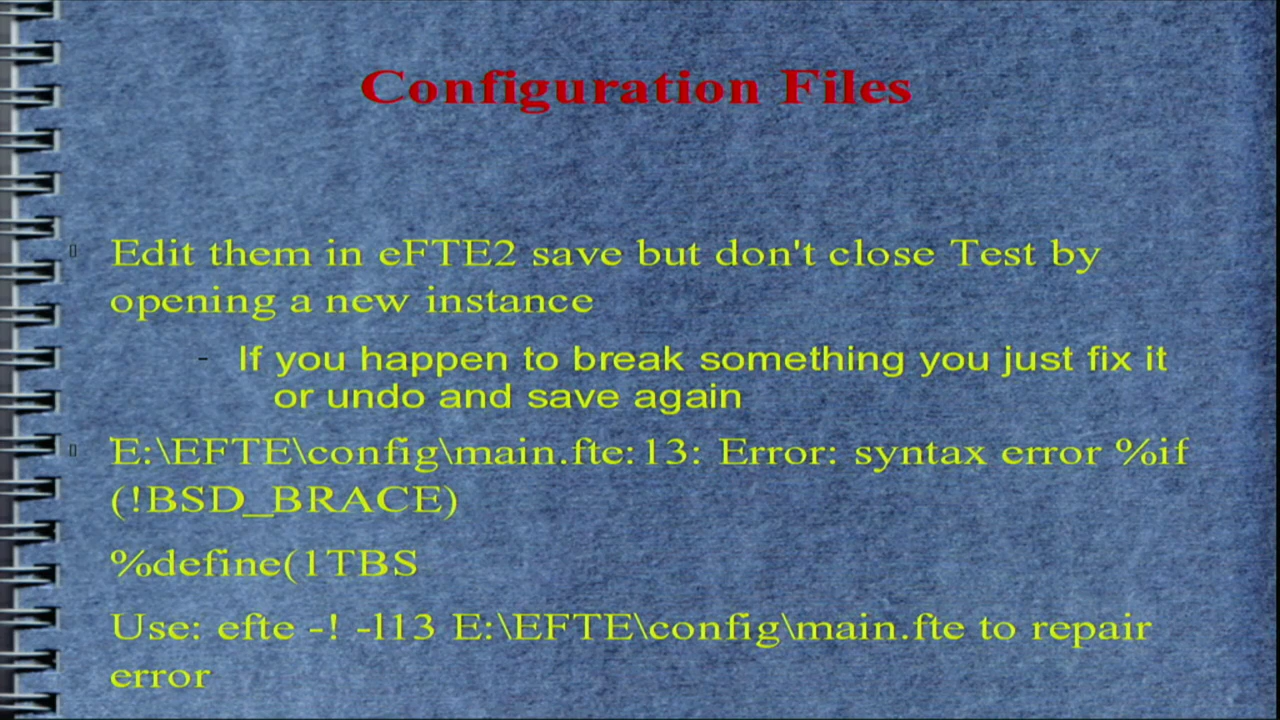 Configuration Files
Edit them in eFTE2 save but don't close Test by
opening a new instance
- If you happen to break something you just fix it
or undo and save again
E:\EFTE\config\main.fte:13: Error: syntax error %if
(!BSD_BRACE)
%define(1TBS
Use: efte -! -l13 E:\EFTE\config\main.fte to repair
error